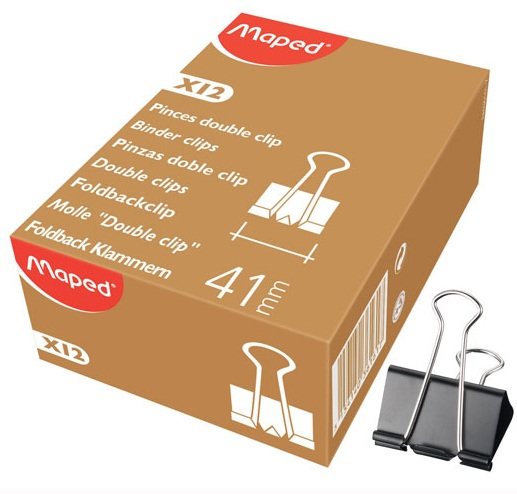 Maped®
X12
Pinces double clip
Binder clips
Pinzas doble clip
Double clips
Foldbackclip
Molle "Double clip"
Foldback Klammern
41 mm
Maped®
X12